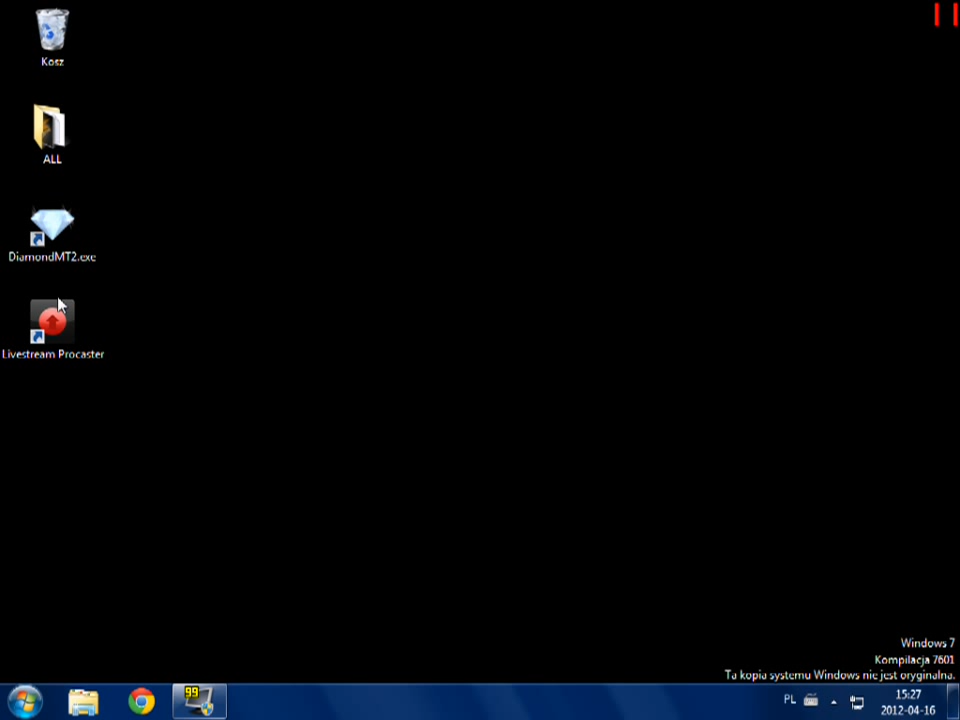 Kosz
ALL
DiamondMT2.exe
Livestream Procaster
Windows 7
Kompilacja 7601
Ta kopia systemu Windows nie jest oryginalna.
99
PL
15:27
2012-04-16